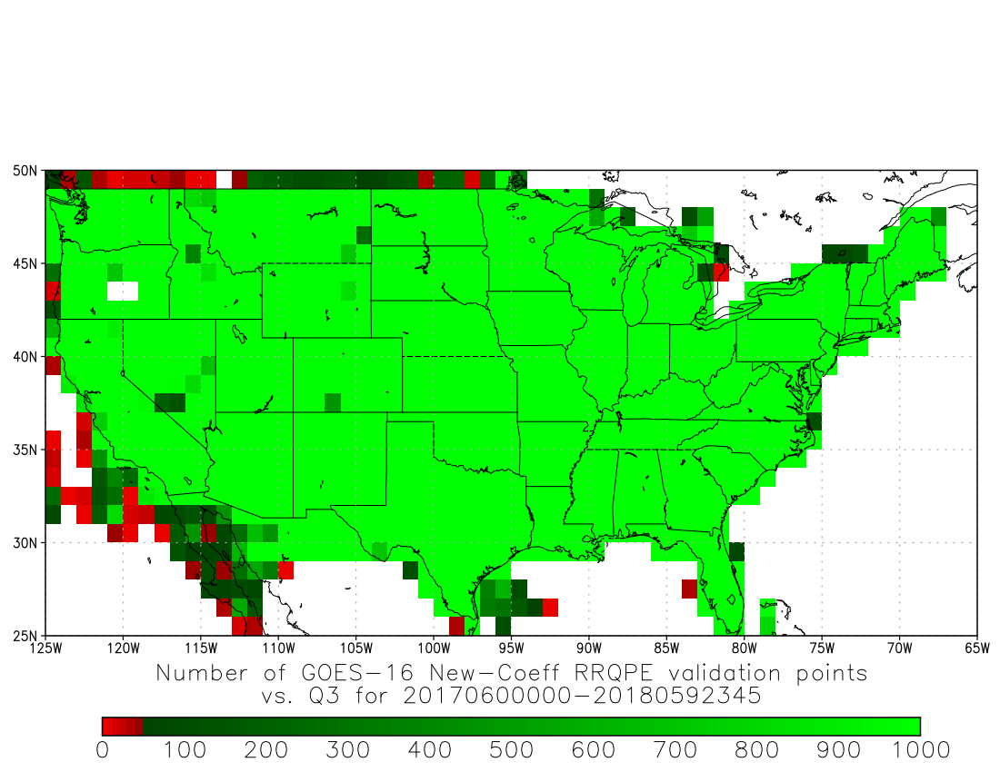 50N
45N
40N
35N
30N
25N
125W 120W 115W 110W 105W 100W 95W 90W 85W 80W 75W 70W 65W
Number of GOES-16 New-Coeff RRQPE validation points
vs. Q3 for 20170600000-20180592345
0 100 200 300 400 500 600 700 800 900 1000